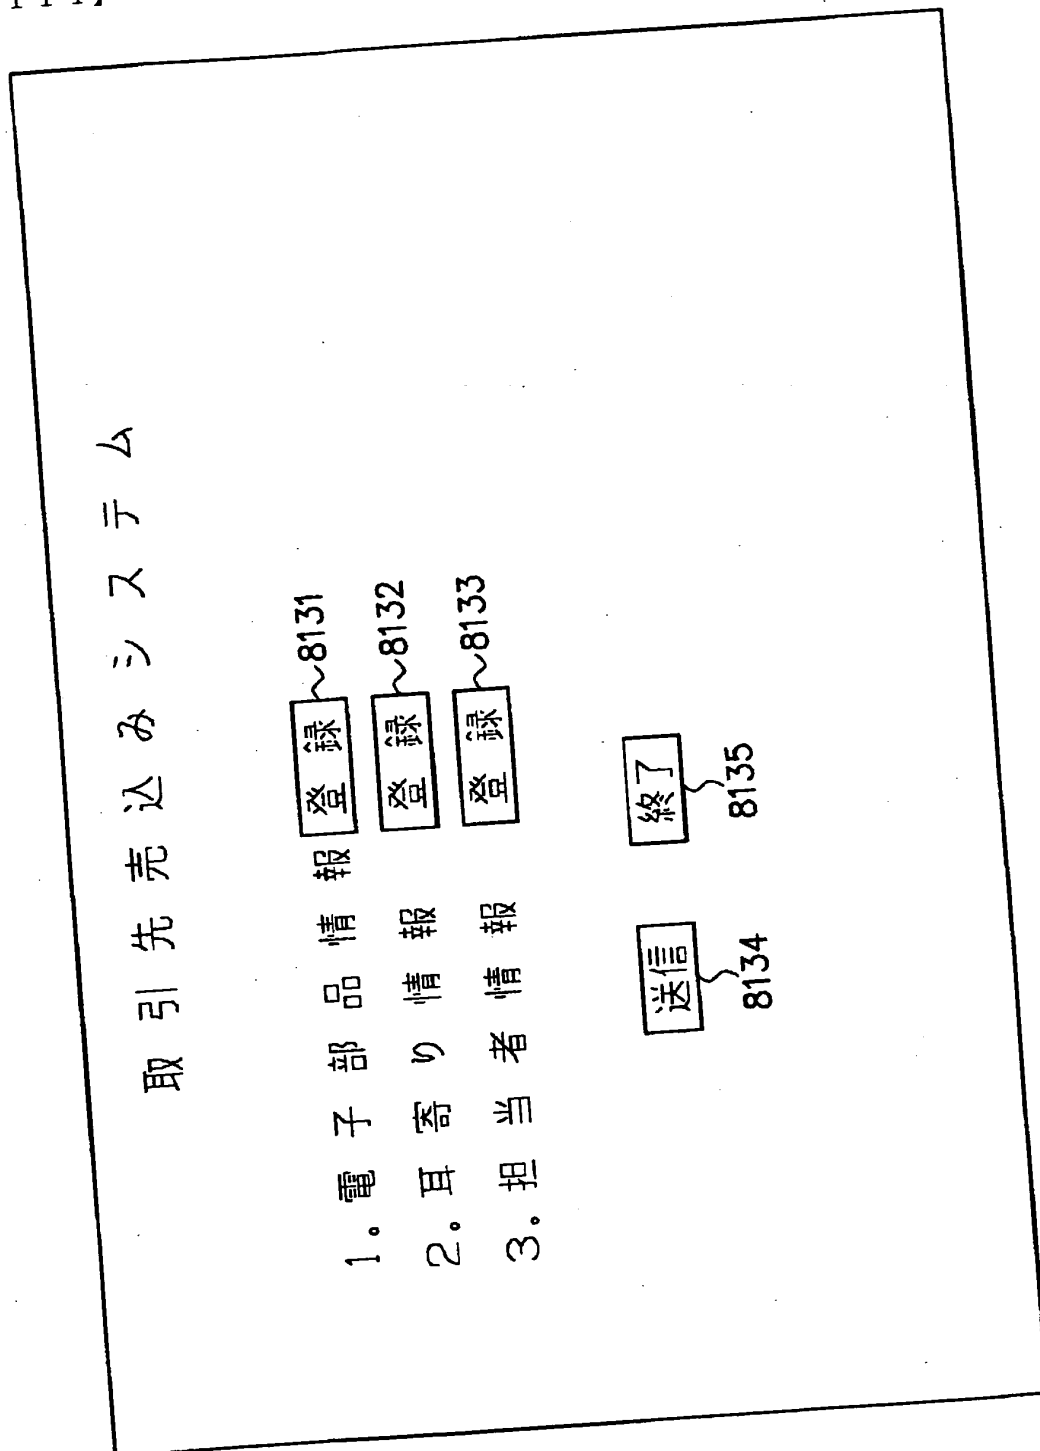 取引先売込みシステム
1。電子部品情報 登録 8131
2。耳寄り情報 登録 8132
3。担当者情報 登録 8133
送信 終了
8134 8135